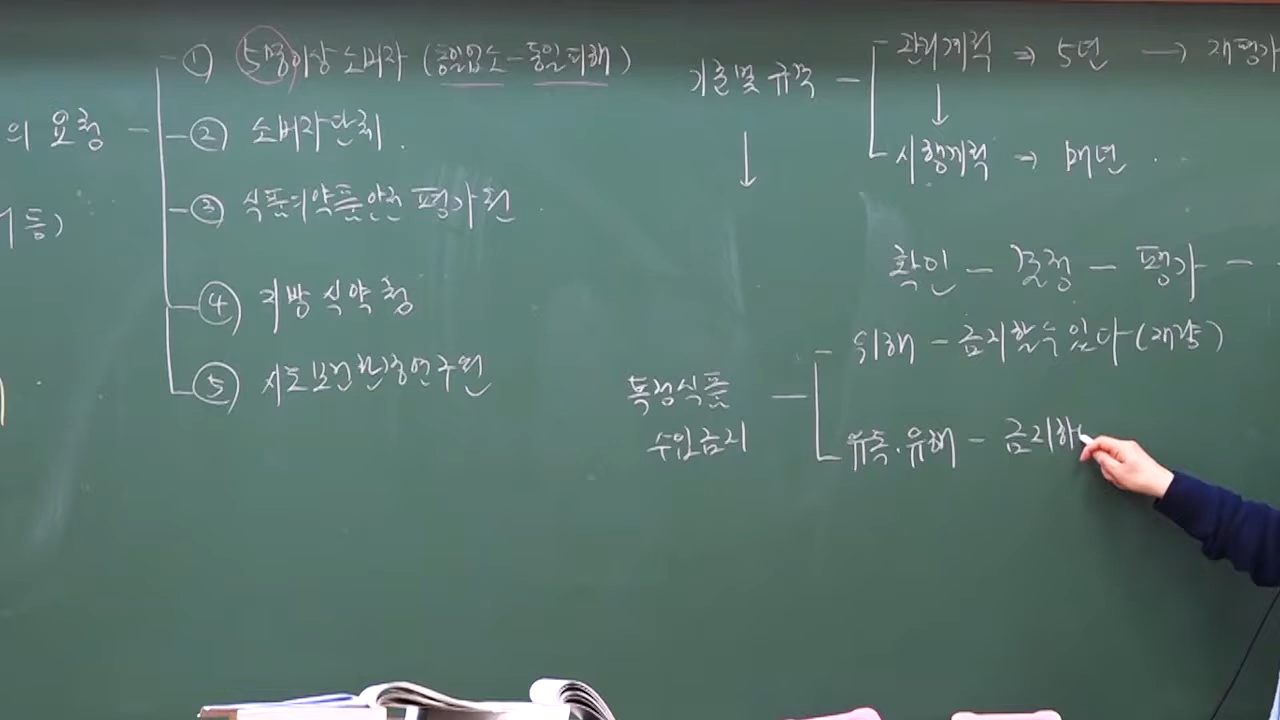 의 요청
기 등)
① 5명이상 소비자 (동일업소-동일피해)
② 소비자단체.
③ 식품의약품안전 평가원.
④ 지방 식약청
⑤ 시도보건환경연구원
기준및 규격 -
관리계획 → 5년 → 재평가
↓
시행계획 → 매년.
↓
확인 - 결정 - 평가 -
특정식품
수입금지
위해 - 금지할수있다 (재량)
유독.유해 - 금지하